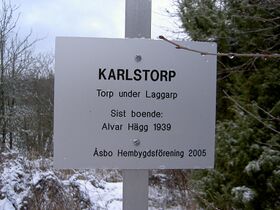 KARLSTORP
Torp under Laggarp
Sist boende:
Alvar Hägg 1939
Åsbo Hembygdsförening 2005